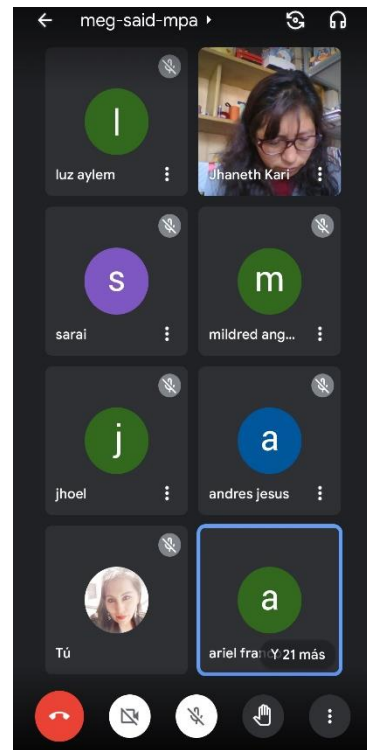 meg-said-mpa
l
luz aylem
Jhaneth Kari
s
sarai
m
mildred ang...
j
jhoel
a
andres jesus
Tú
a
ariel fran
Y 21 más